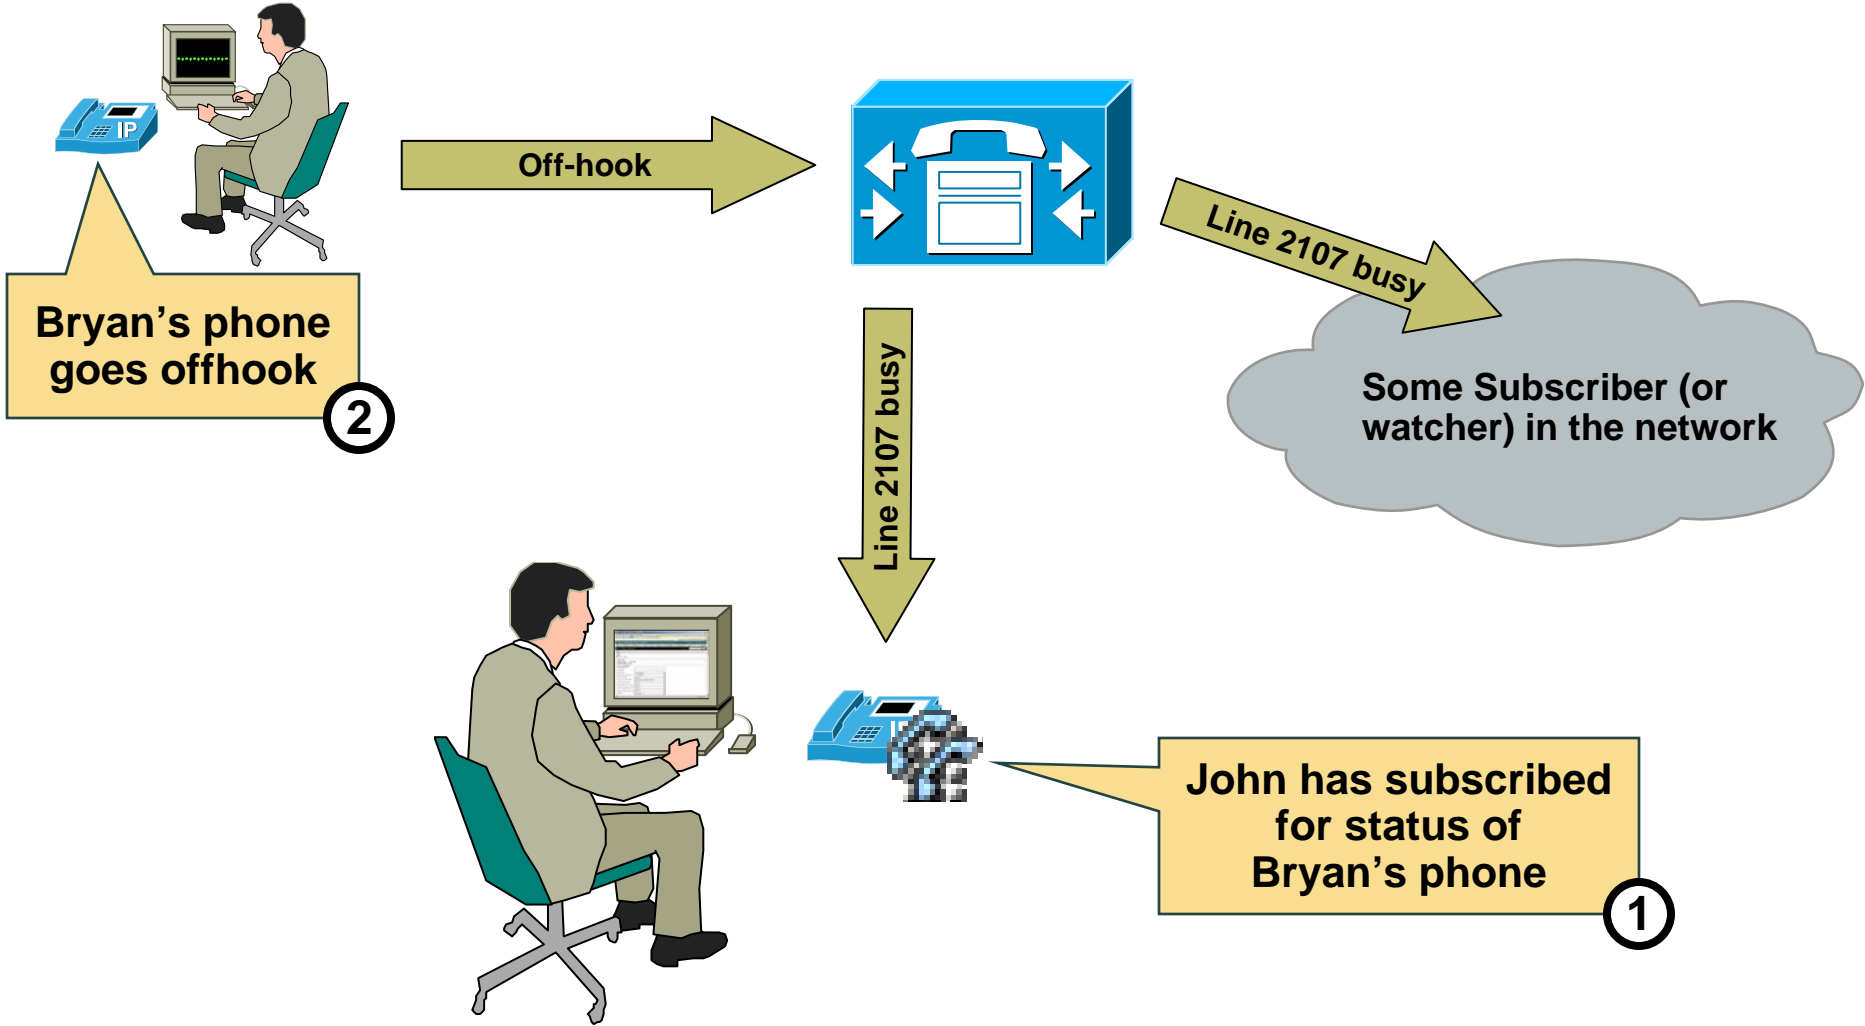 IP
Off-hook
Line 2107 busy
Bryan's phone
goes offhook
2
Line 2107 busy
Some Subscriber (or
watcher) in the network
John has subscribed
for status of
Bryan's phone
1